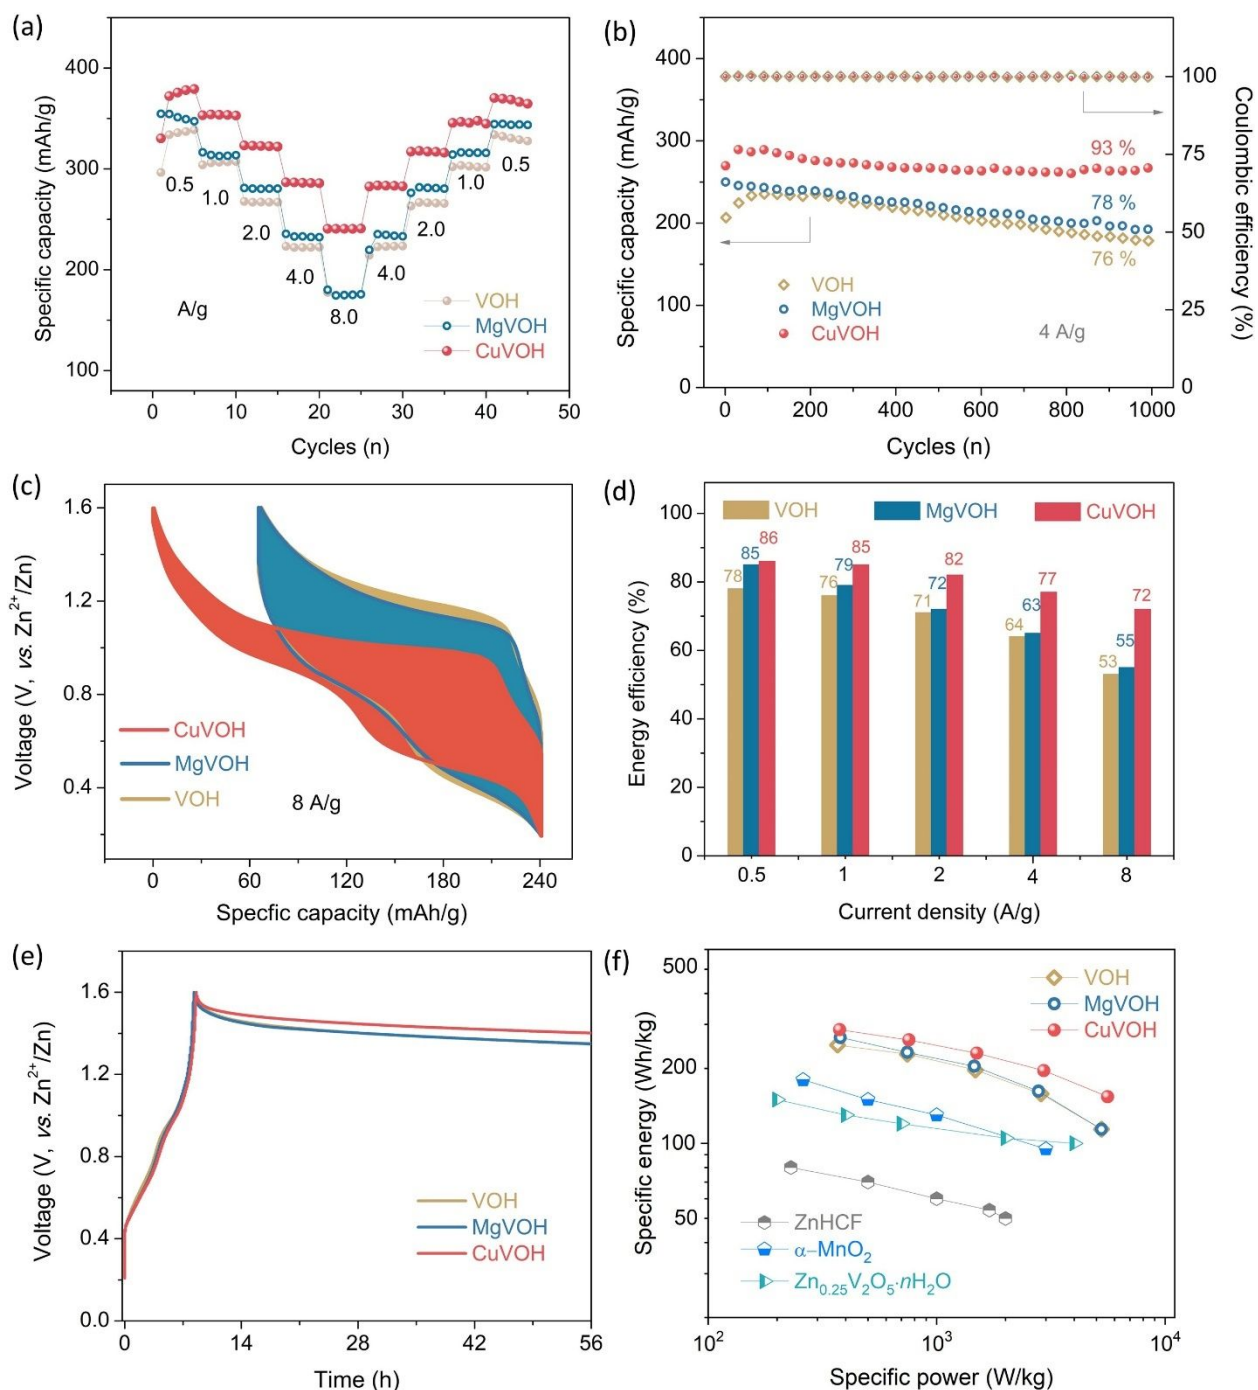 (a)
Specific capacity (mAh/g)
400
300
200
100
0.5
1.0
2.0
4.0
8.0
4.0
2.0
1.0
0.5
A/g
VOH
MgVOH
CuVOH
0
10
20
30
40
50
Cycles (n)
(b)
Specific capacity (mAh/g)
400
300
200
100
0
93 %
78 %
76 %
VOH
MgVOH
CuVOH
4 A/g
100
75
50
25
0
Coulombic efficiency (%)
0
200
400
600
800
1000
Cycles (n)
(c)
Voltage (V, vs. Zn²⁺/Zn)
1.6
1.2
0.8
0.4
CuVOH
MgVOH
VOH
8 A/g
0
60
120
180
240
Specfic capacity (mAh/g)
(d)
Energy efficiency (%)
100
80
60
40
20
0
VOH
MgVOH
CuVOH
78
85
86
76
79
85
71
72
82
64
63
77
53
55
72
0.5
1
2
4
8
Current density (A/g)
(e)
Voltage (V, vs. Zn²⁺/Zn)
1.6
1.2
0.8
0.4
0.0
VOH
MgVOH
CuVOH
0
14
28
42
56
Time (h)
(f)
Specific energy (Wh/kg)
500
200
100
50
VOH
MgVOH
CuVOH
ZnHCF
α−MnO₂
Zn₀.₂₅V₂O₅·nH₂O
10²
10³
10⁴
Specific power (W/kg)